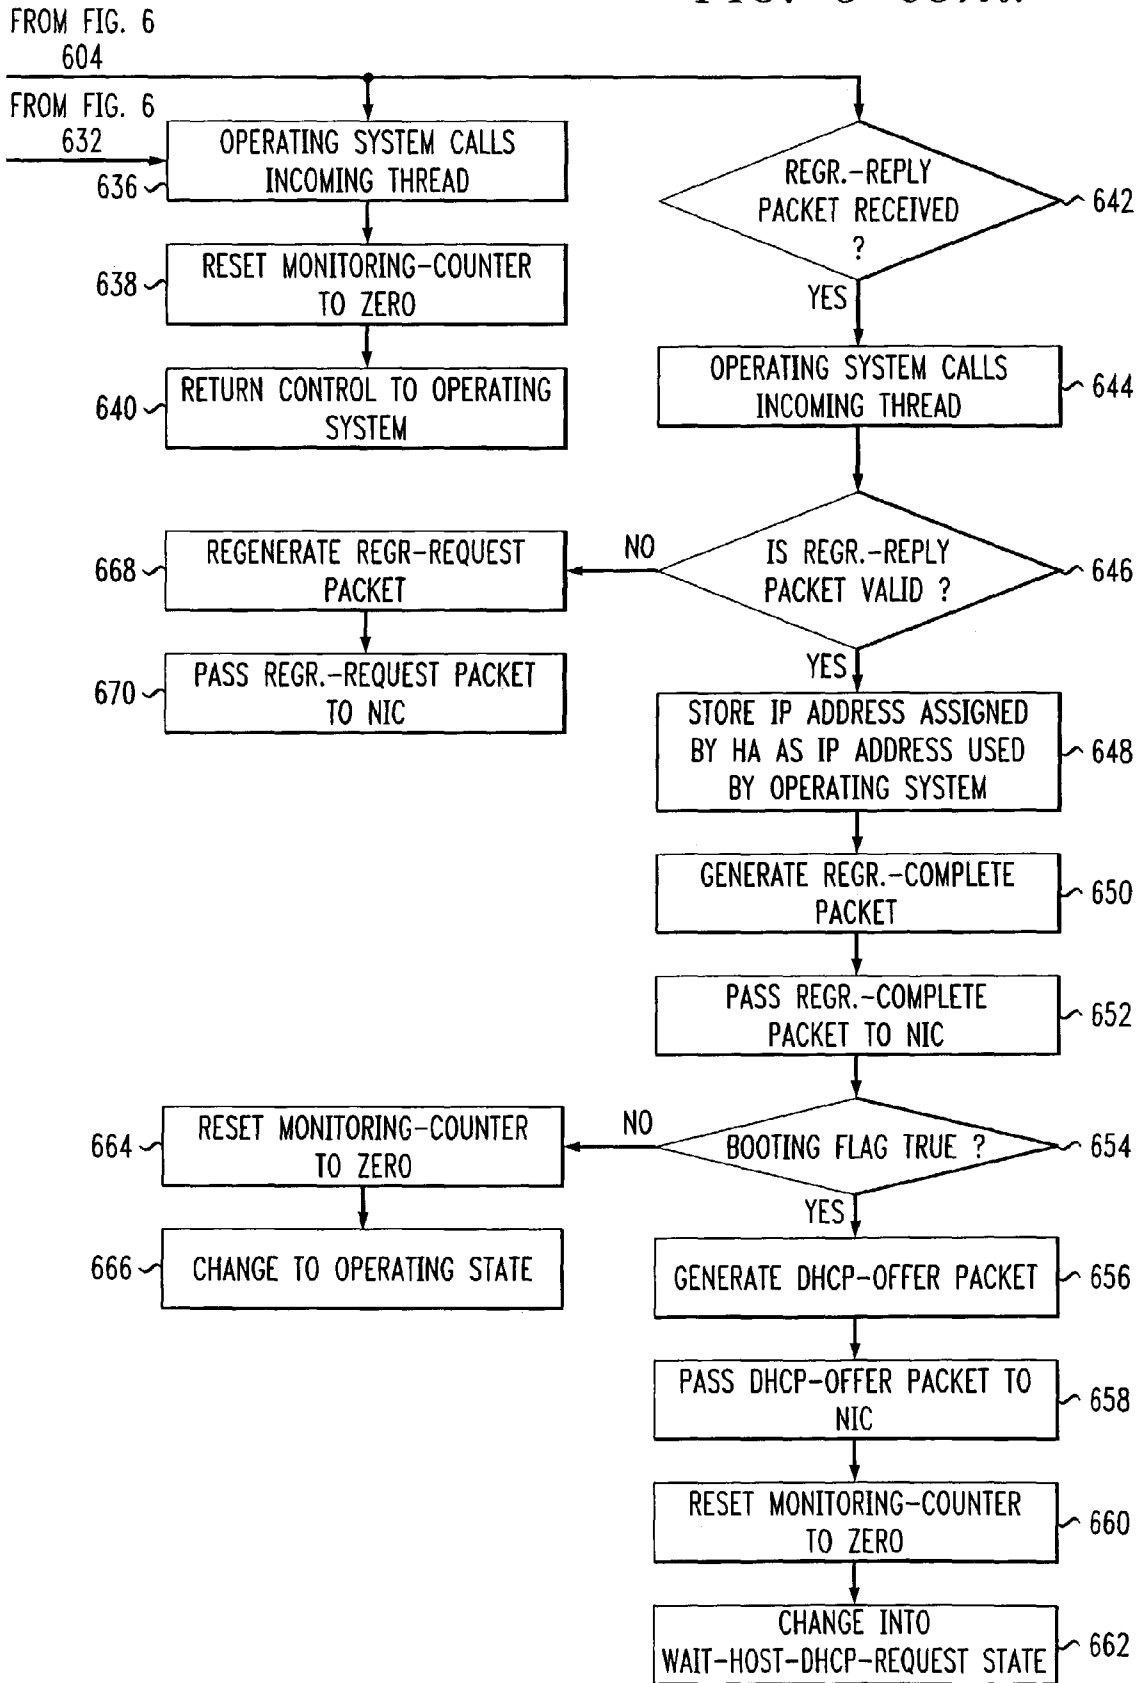 FROM FIG. 6
604
FROM FIG. 6
632
OPERATING SYSTEM CALLS
INCOMING THREAD
636
RESET MONITORING-COUNTER
TO ZERO
638
RETURN CONTROL TO OPERATING
SYSTEM
640
REGR.-REPLY
PACKET RECEIVED
?
642
YES
OPERATING SYSTEM CALLS
INCOMING THREAD
644
IS REGR.-REPLY
PACKET VALID ?
646
NO
REGENERATE REGR-REQUEST
PACKET
668
PASS REGR.-REQUEST PACKET
TO NIC
670
YES
STORE IP ADDRESS ASSIGNED
BY HA AS IP ADDRESS USED
BY OPERATING SYSTEM
648
GENERATE REGR.-COMPLETE
PACKET
650
PASS REGR.-COMPLETE
PACKET TO NIC
652
BOOTING FLAG TRUE ?
654
NO
RESET MONITORING-COUNTER
TO ZERO
664
CHANGE TO OPERATING STATE
666
YES
GENERATE DHCP-OFFER PACKET
656
PASS DHCP-OFFER PACKET TO
NIC
658
RESET MONITORING-COUNTER
TO ZERO
660
CHANGE INTO
WAIT-HOST-DHCP-REQUEST STATE
662